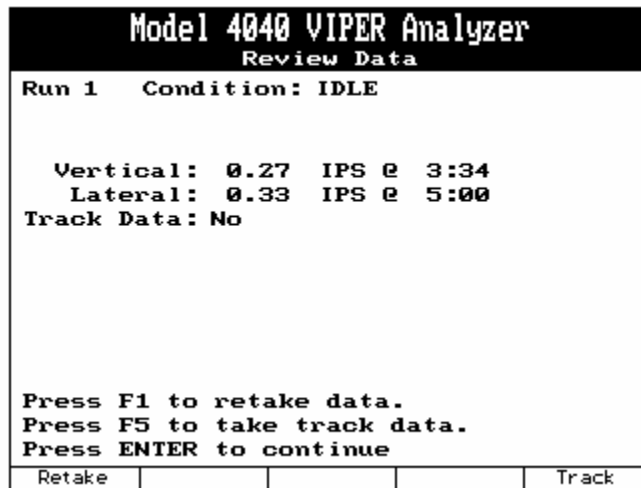 Model 4040 VIPER Analyzer
Review Data
Run 1 Condition: IDLE
Vertical: 0.27 IPS @ 3:34
Lateral: 0.33 IPS @ 5:00
Track Data: No
Press F1 to retake data.
Press F5 to take track data.
Press ENTER to continue
Retake Track